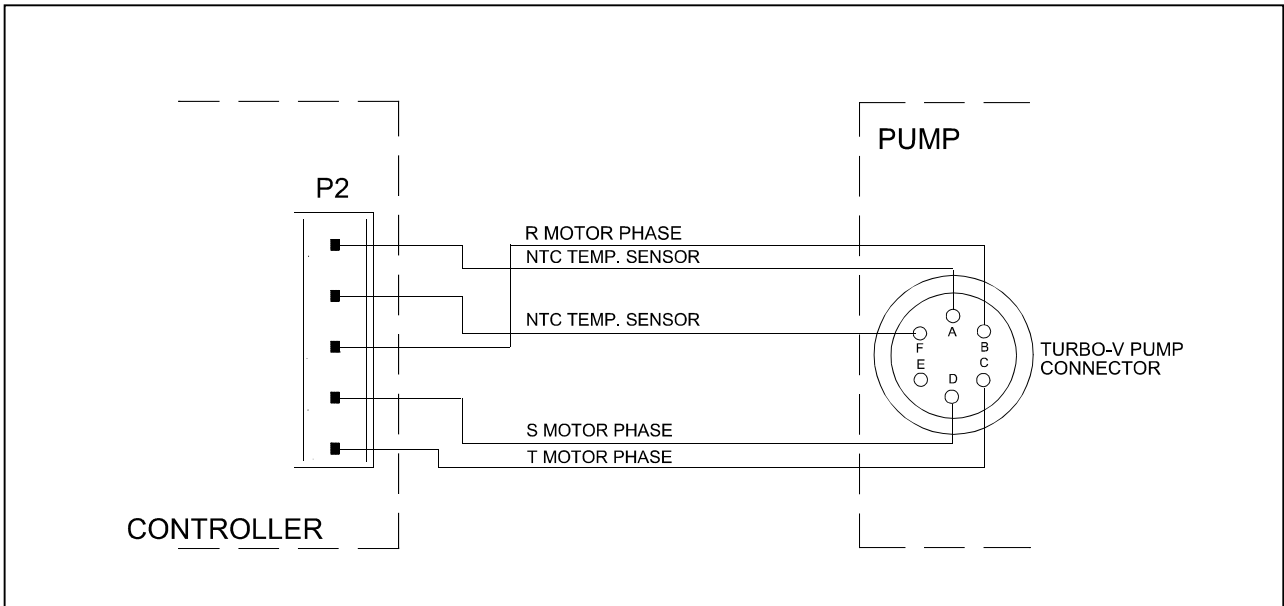 PUMP
P2
R MOTOR PHASE
NTC TEMP. SENSOR
NTC TEMP. SENSOR
A
F
B
E
D
C
TURBO-V PUMP
CONNECTOR
S MOTOR PHASE
T MOTOR PHASE
CONTROLLER